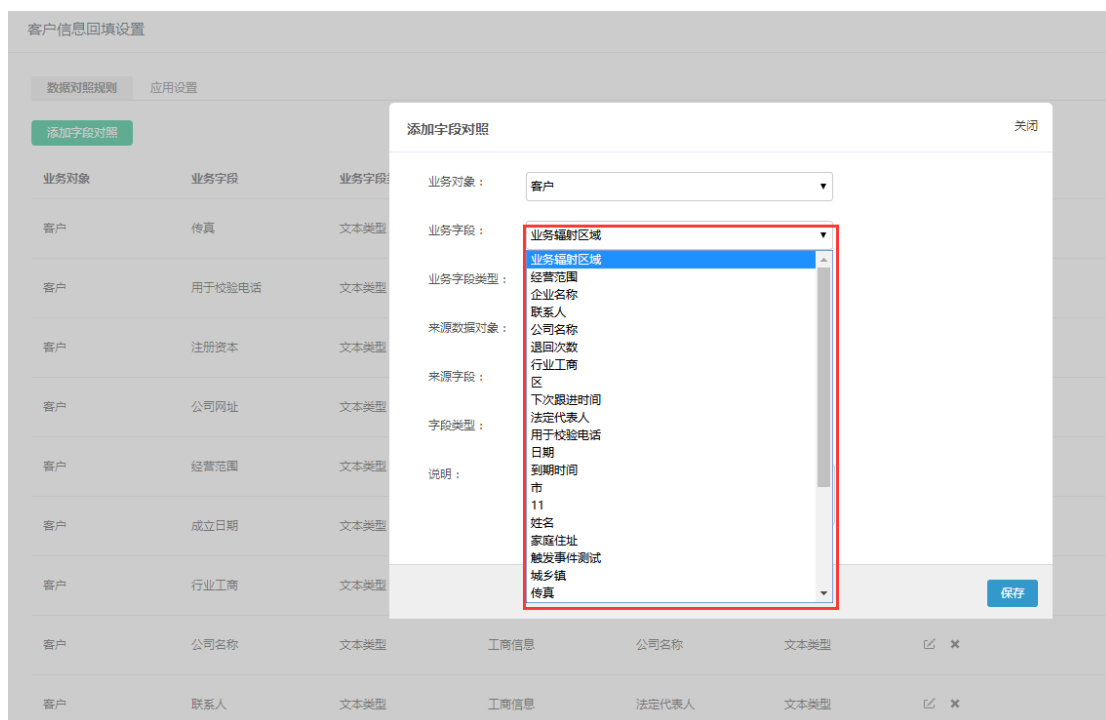 客户信息回填设置
数据对照规则 应用设置
添加字段对照
业务对象 业务字段 业务字段
客户 传真 文本类型
客户 用于校验电话 文本类型
客户 注册资本 文本类型
客户 公司网址 文本类型
客户 经营范围 文本类型
客户 成立日期 文本类型
客户 行业工商 文本类型
客户 公司名称 文本类型 工商信息 公司名称 文本类型
客户 联系人 文本类型 工商信息 法定代表人 文本类型
添加字段对照 关闭
业务对象： 客户
业务字段： 业务辐射区域
业务字段类型：
来源数据对象：
来源字段：
字段类型：
说明：
业务辐射区域
经营范围
企业名称
联系人
公司名称
退回次数
行业工商
区
下次跟进时间
法定代表人
用于校验电话
日期
到期时间
市
11
姓名
家庭住址
触发事件测试
城乡镇
传真
保存